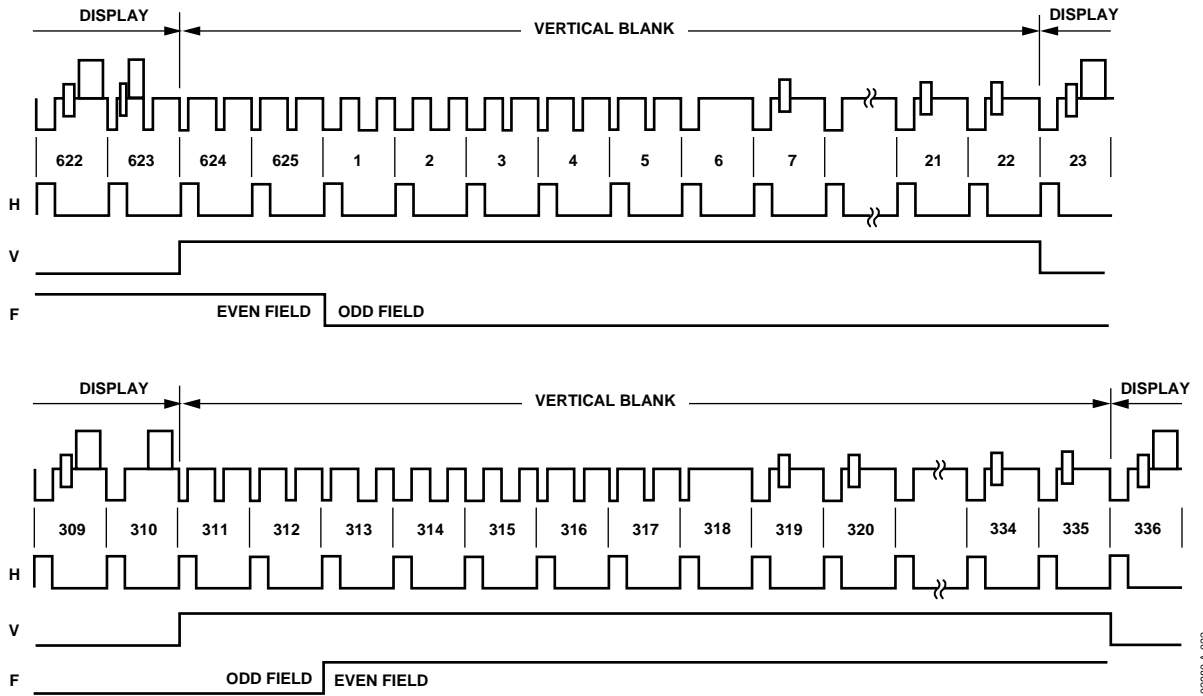 DISPLAY VERTICAL BLANK DISPLAY
622 623 624 625 1 2 3 4 5 6 7 21 22 23
H
V
F EVEN FIELD ODD FIELD
DISPLAY VERTICAL BLANK DISPLAY
309 310 311 312 313 314 315 316 317 318 319 320 334 335 336
H
V
F ODD FIELD EVEN FIELD